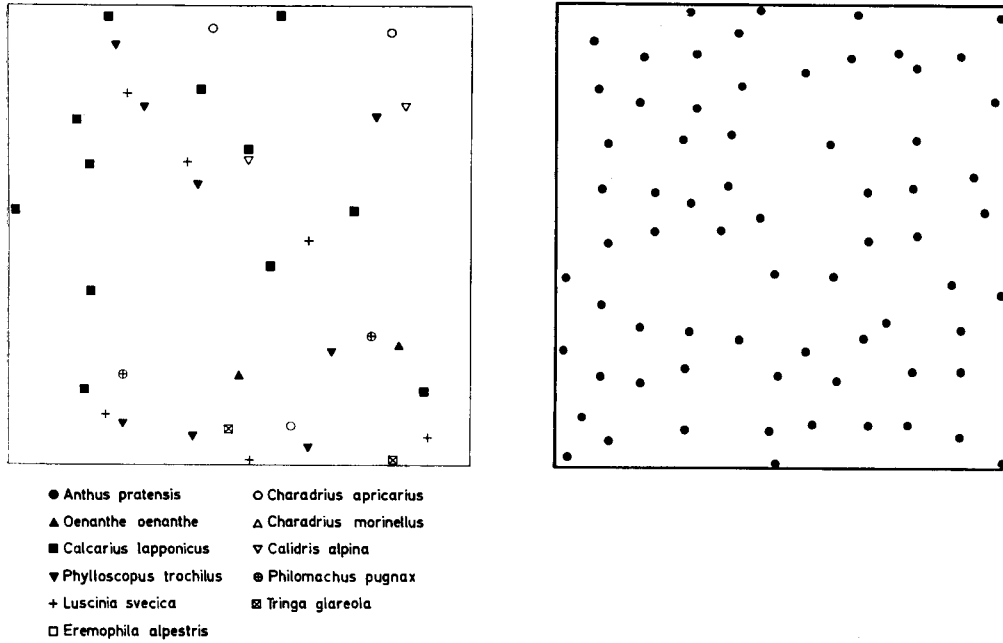 Anthus pratensis
Oenanthe oenanthe
Calcarius lapponicus
Phylloscopus trochilus
Luscinia svecica
Eremophila alpestris
Charadrius apricarius
Charadrius morinellus
Calidris alpina
Philomachus pugnax
Tringa glareola